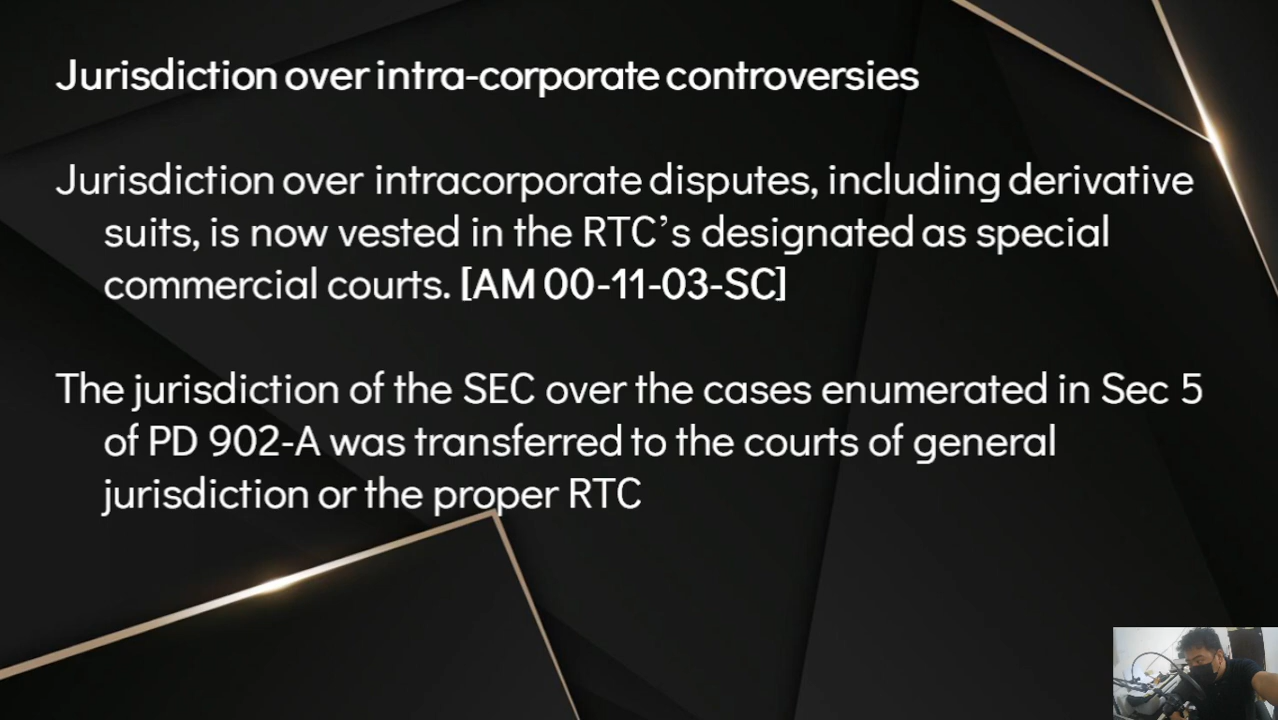 Jurisdiction over intra-corporate controversies
Jurisdiction over intracorporate disputes, including derivative
suits, is now vested in the RTC’s designated as special
commercial courts. [AM 00-11-03-SC]
The jurisdiction of the SEC over the cases enumerated in Sec 5
of PD 902-A was transferred to the courts of general
jurisdiction or the proper RTC